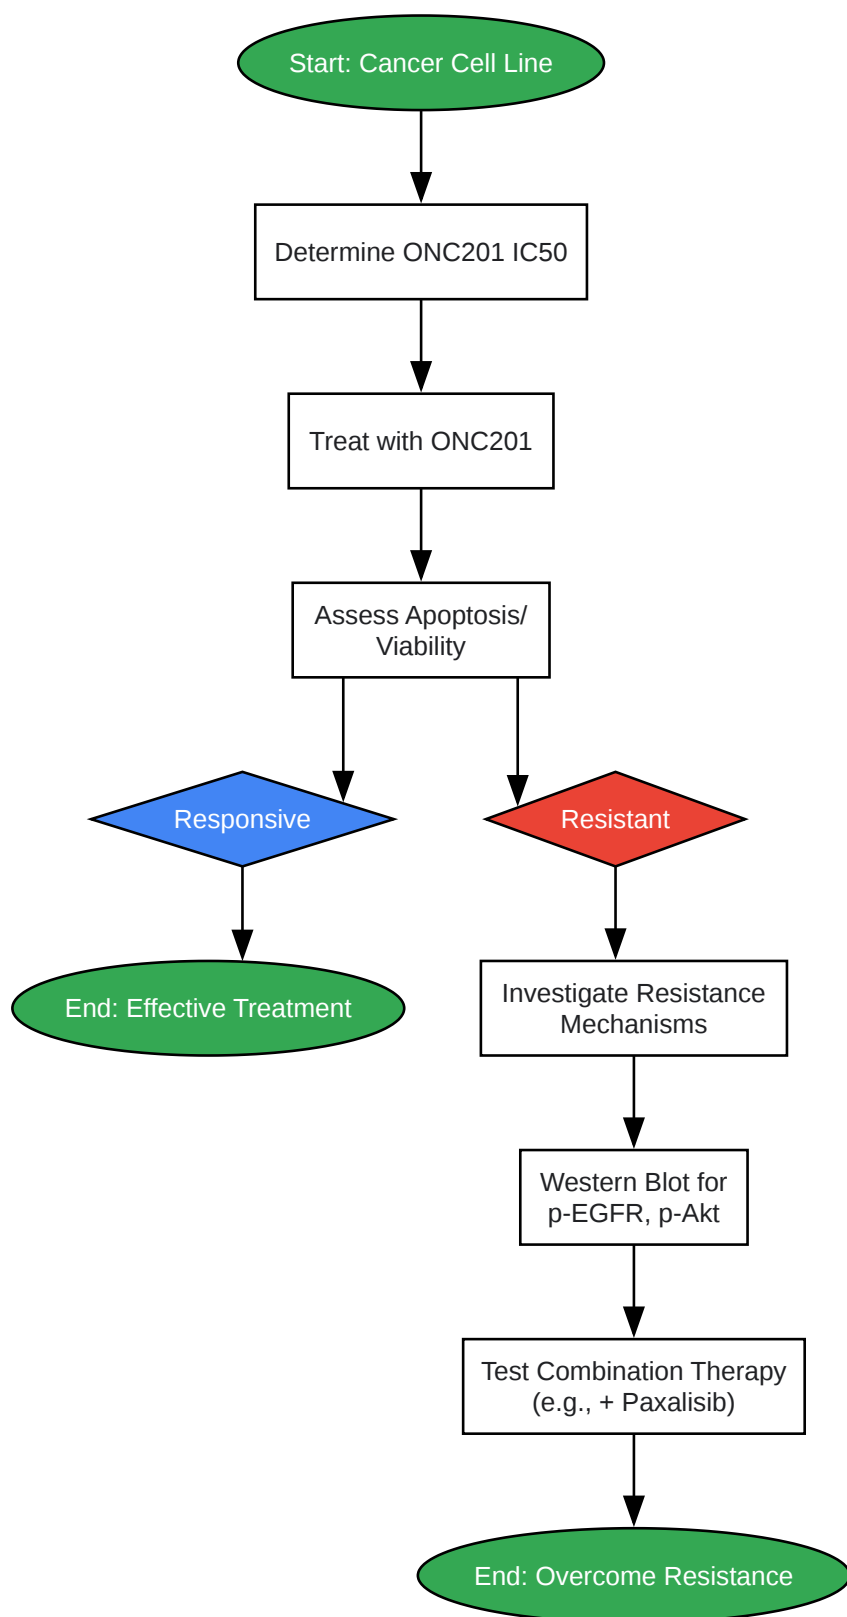 Start: Cancer Cell Line
Determine ONC201 IC50
Treat with ONC201
Assess Apoptosis/
Viability
Responsive
Resistant
End: Effective Treatment
Investigate Resistance
Mechanisms
Western Blot for
p-EGFR, p-Akt
Test Combination Therapy
(e.g., + Paxalisib)
End: Overcome Resistance